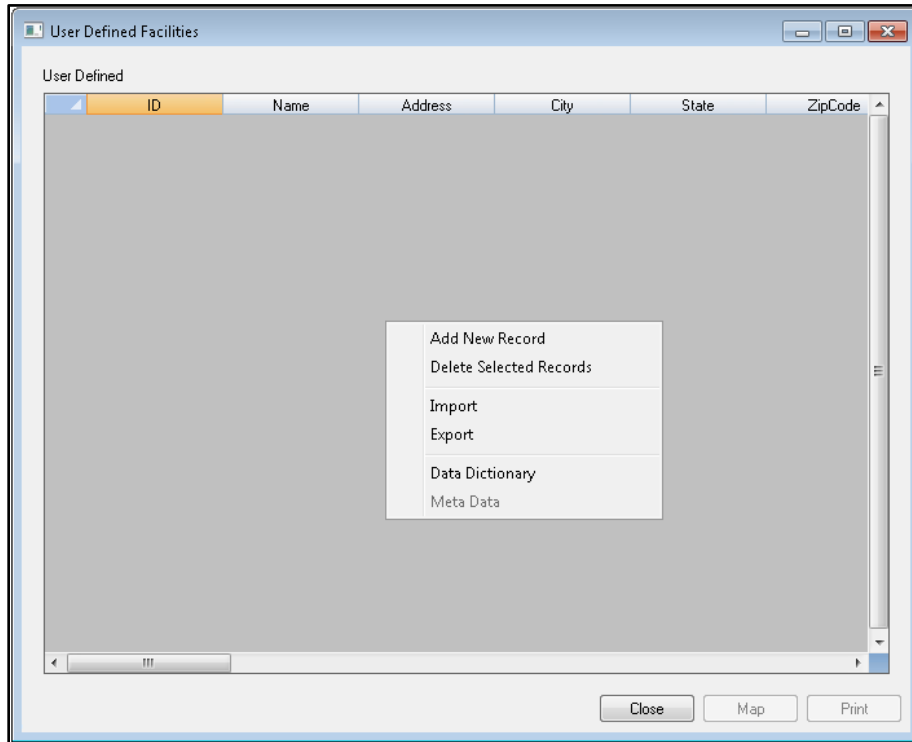 User Defined Facilities
User Defined
ID Name Address City State ZipCode
Add New Record
Delete Selected Records
Import
Export
Data Dictionary
Meta Data
Close Map Print